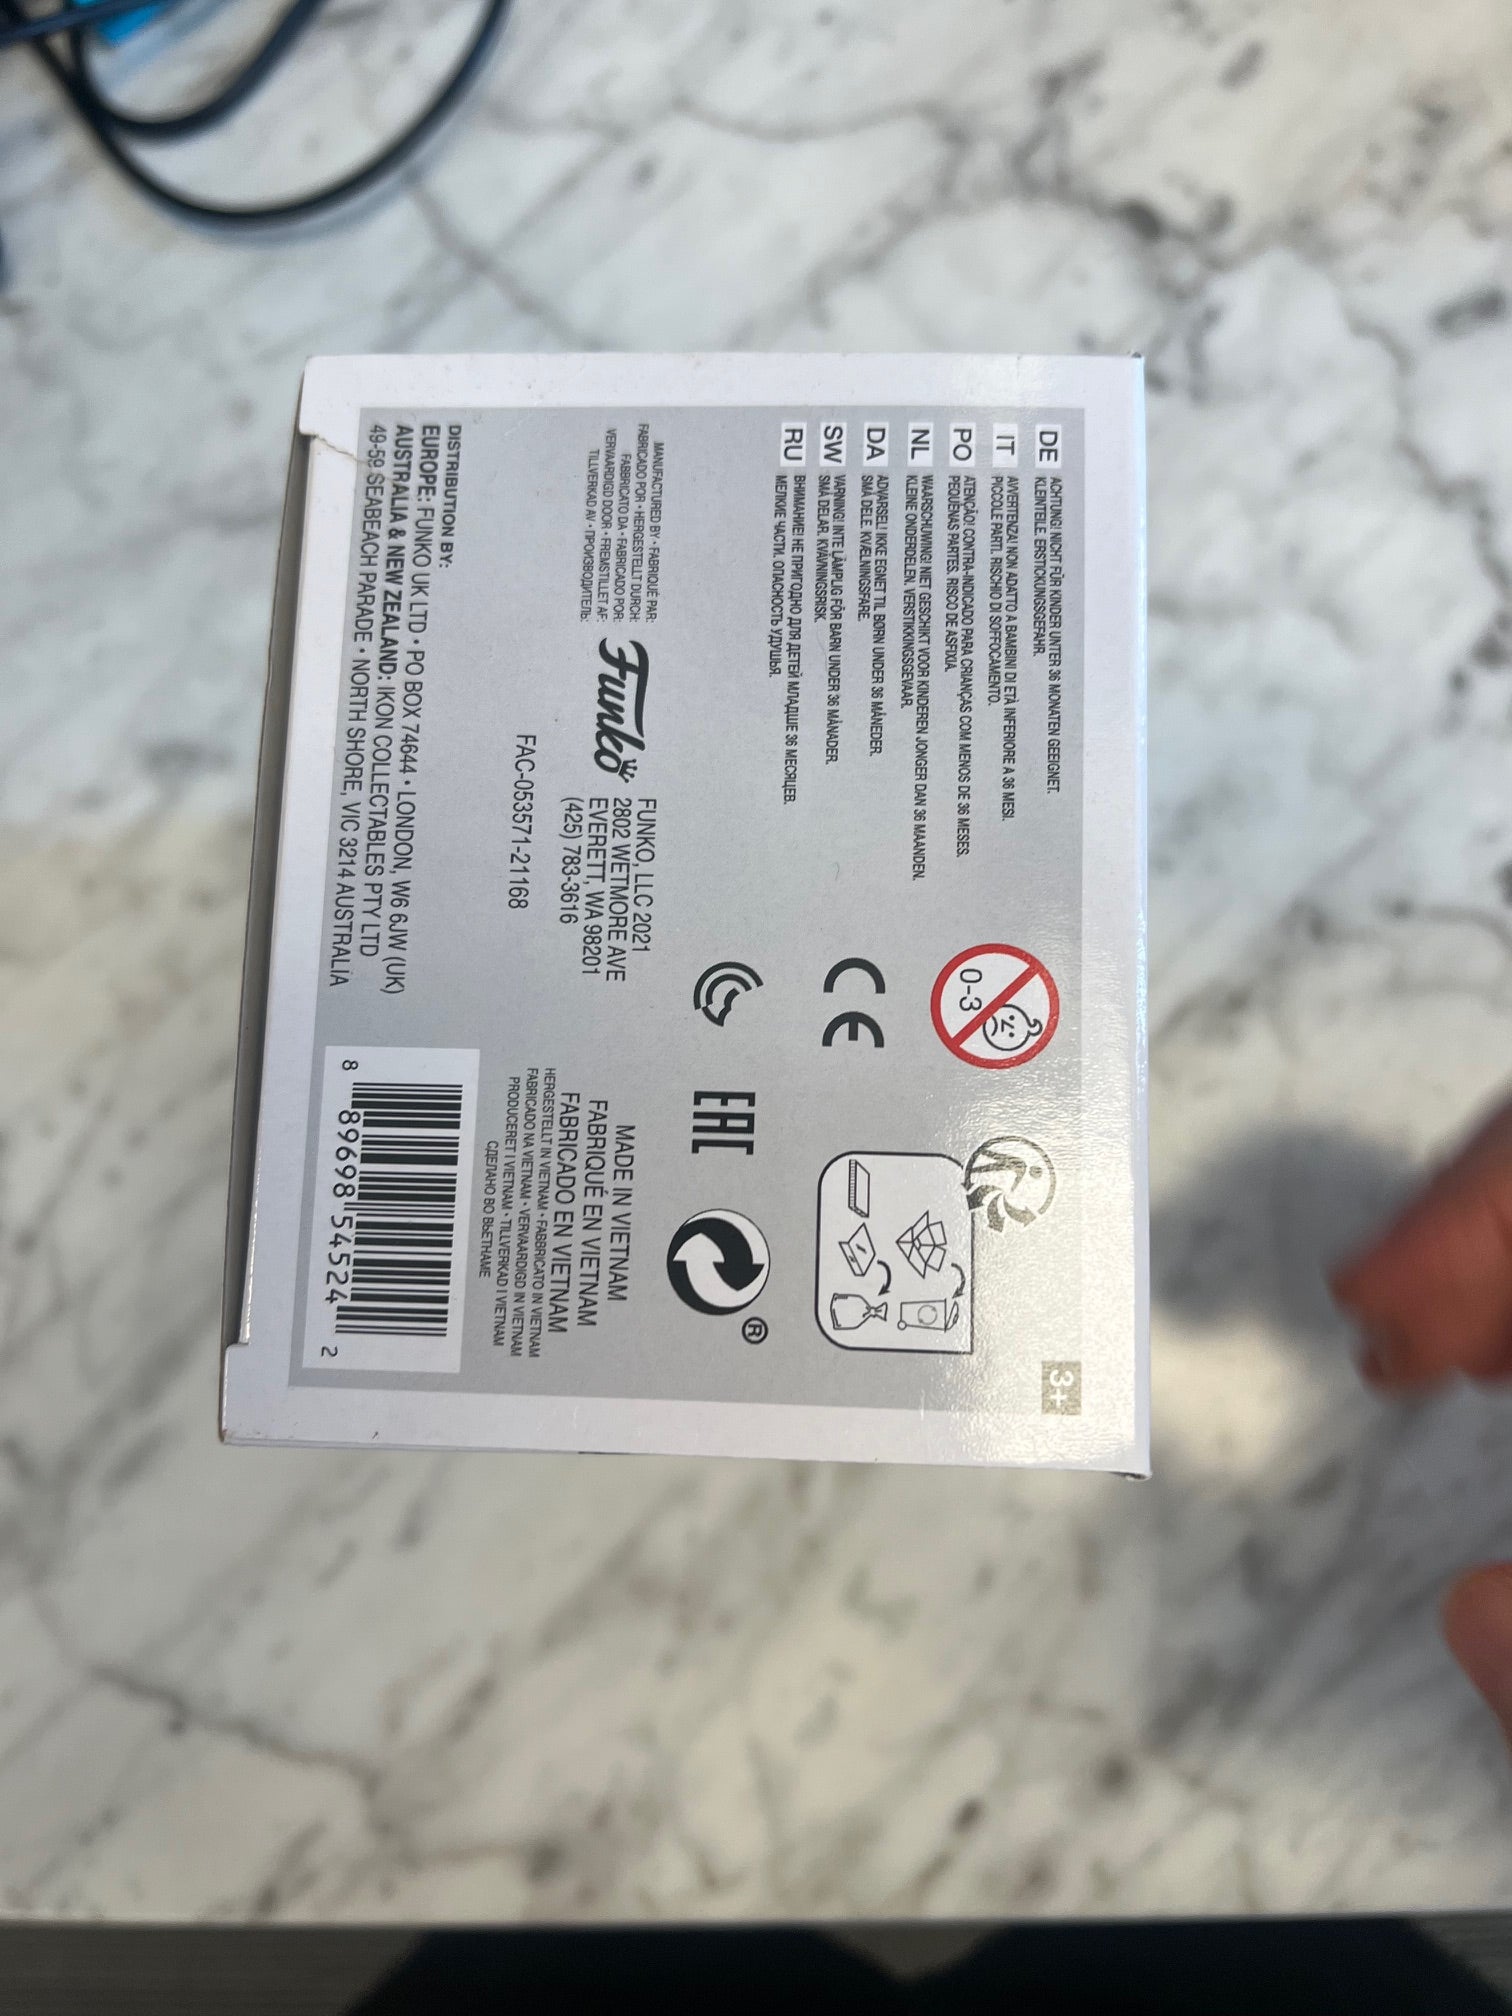 DE ACHTUNG! NICHT FÜR KINDER UNTER 36 MONATEN GEEIGNET.
KLEINTEILE. ERSTICKUNGSGEFAHR.
IT AVVERTENZA! NON ADATTO A BAMBINI DI ETÀ INFERIORE A 36 MESI.
PICCOLE PARTI. RISCHIO DI SOFFOCAMENTO.
PO ATENÇÃO! CONTRA-INDICADO PARA CRIANÇAS COM MENOS DE 36 MESES.
PEQUENAS PARTES. RISCO DE ASFIXIA.
NL WAARSCHUWING! NIET GESCHIKT VOOR KINDEREN JONGER DAN 36 MAANDEN.
KLEINE ONDERDELEN. VERSTIKKINGSGEVAAR.
DA ADVARSEL! IKKE EGNET TIL BØRN UNDER 36 MÅNEDER.
SMÅ DELE. KVÆLNINGSFARE.
SW VARNING! INTE LÄMPLIG FÖR BARN UNDER 36 MÅNADER.
SMÅ DELAR. KVÄVNINGSRISK.
RU ВНИМАНИЕ! НЕ ПРИГОДНО ДЛЯ ДЕТЕЙ МЛАДШЕ 36 МЕСЯЦЕВ.
МЕЛКИЕ ЧАСТИ. ОПАСНОСТЬ УДУШЬЯ.
0-3
3+
CE
EAC
®
MANUFACTURED BY • FABRIQUÉ PAR:
FABRICADO POR • HERGESTELLT DURCH:
FABBRICATO DA • FABRICADO POR:
VERVAARDIGD DOOR • FREMSTILLET AF:
TILLVERKAD AV • ПРОИЗВОДИТЕЛЬ:
Funko
FUNKO, LLC 2021
2802 WETMORE AVE
EVERETT, WA 98201
(425) 783-3616
FAC-053571-21168
MADE IN VIETNAM
FABRIQUÉ EN VIETNAM
FABRICADO EN VIETNAM
HERGESTELLT IN VIETNAM • FABBRICATO IN VIETNAM
FABRICADO NA VIETNAM • VERVAARDIGD IN VIETNAM
PRODUCERET I VIETNAM • TILLVERKAD I VIETNAM
СДЕЛАНО ВО ВЬЕТНАМЕ
DISTRIBUTION BY:
EUROPE: FUNKO UK LTD • PO BOX 74644 • LONDON, W6 6JW (UK)
AUSTRALIA & NEW ZEALAND: IKON COLLECTABLES PTY LTD
49-59 SEABEACH PARADE • NORTH SHORE, VIC 3214 AUSTRALIA
8 89698 54524 2